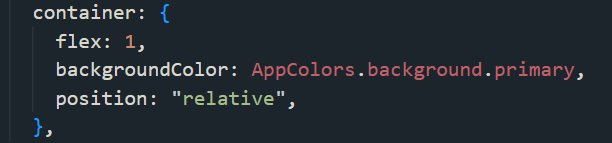 container: {
flex: 1,
backgroundColor: AppColors.background.primary,
position: "relative",
},